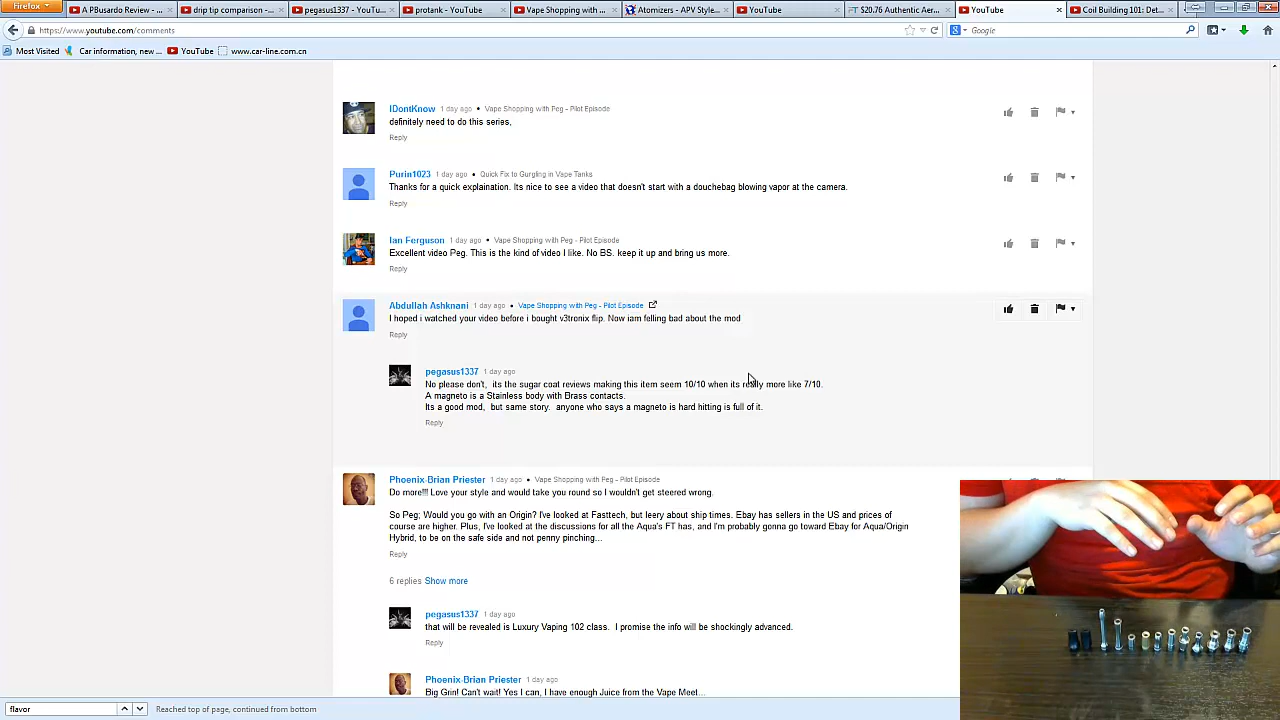 Firefox
A PBusardo Review - ...
drip tip comparison -...
pegasus1337 - YouTu...
protank - YouTube
Vape Shopping with ...
Atomizers - APV Style...
YouTube
$20.76 Authentic Aer...
YouTube
Coil Building 101: Det...
https://www.youtube.com/comments
Google
Most Visited
Car information, new ...
YouTube
www.car-line.com.cn
IDontKnow 1 day ago • Vape Shopping with Peg - Pilot Episode
definitely need to do this series,
Reply
Purin1023 1 day ago • Quick Fix to Gurgling in Vape Tanks
Thanks for a quick explaination. Its nice to see a video that doesn't start with a douchebag blowing vapor at the camera.
Reply
Ian Ferguson 1 day ago • Vape Shopping with Peg - Pilot Episode
Excellent video Peg. This is the kind of video I like. No BS. keep it up and bring us more.
Reply
Abdullah Ashknani 1 day ago • Vape Shopping with Peg - Pilot Episode
I hoped i watched your video before i bought v3tronix flip. Now iam felling bad about the mod
Reply
pegasus1337 1 day ago
No please don't, its the sugar coat reviews making this item seem 10/10 when its really more like 7/10.
A magneto is a Stainless body with Brass contacts.
Its a good mod, but same story. anyone who says a magneto is hard hitting is full of it.
Reply
Phoenix-Brian Priester 1 day ago • Vape Shopping with Peg - Pilot Episode
Do more!!! Love your style and would take you round so I wouldn't get steered wrong.
So Peg; Would you go with an Origin? I've looked at Fasttech, but leery about ship times. Ebay has sellers in the US and prices of
course are higher. Plus, I've looked at the discussions for all the Aqua's FT has, and I'm probably gonna go toward Ebay for Aqua/Origin
Hybrid, to be on the safe side and not penny pinching...
Reply
6 replies Show more
pegasus1337 1 day ago
that will be revealed is Luxury Vaping 102 class. I promise the info will be shockingly advanced.
Reply
Phoenix-Brian Priester 1 day ago
Big Grin! Can't wait! Yes I can, I have enough Juice from the Vape Meet...
flavor
Reached top of page, continued from bottom